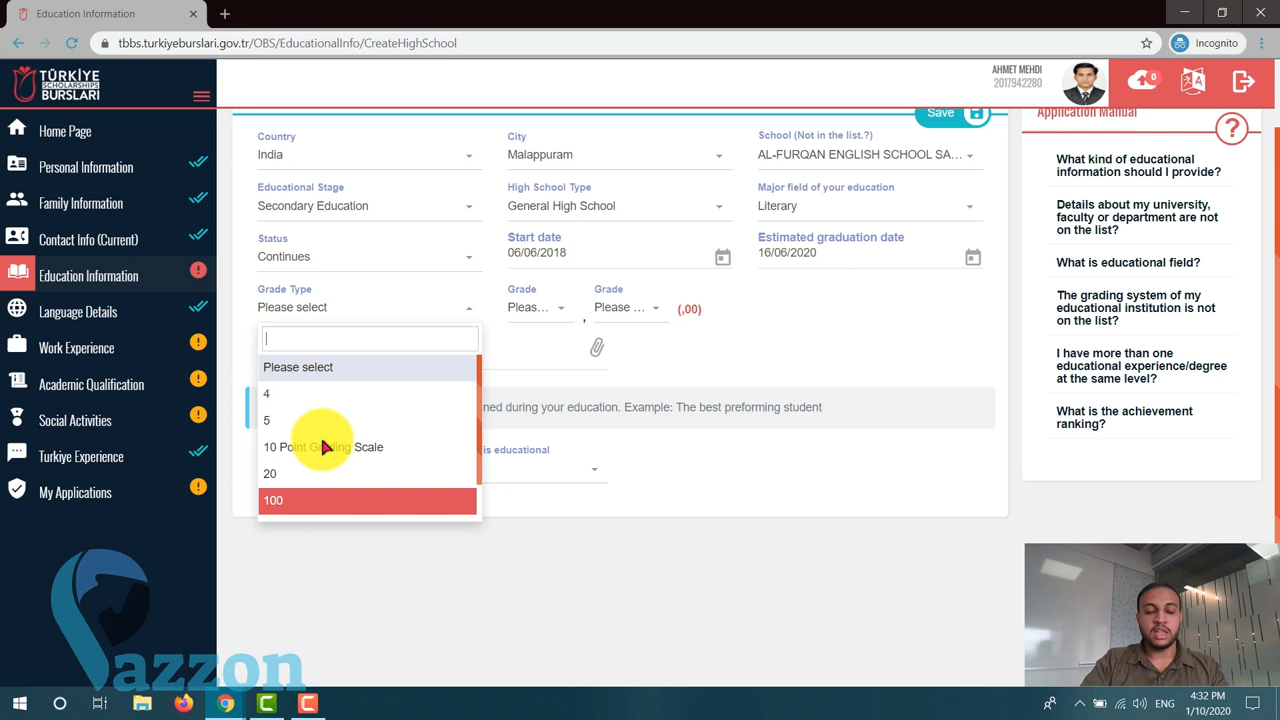 Education Information
tbbs.turkiyeburslari.gov.tr/OBS/EducationalInfo/CreateHighSchool
Incognito
TÜRKİYE
SCHOLARSHIPS
BURSLARI
AHMET MEHDI
2017942280
0
Home Page
Personal Information
Family Information
Contact Info (Current)
Education Information
Language Details
Work Experience
Academic Qualification
Social Activities
Turkiye Experience
My Applications
Save
Country
India
City
Malappuram
School (Not in the list.?)
AL-FURQAN ENGLISH SCHOOL SA...
Educational Stage
Secondary Education
High School Type
General High School
Major field of your education
Literary
Status
Continues
Start date
06/06/2018
Estimated graduation date
16/06/2020
Grade Type
Please select
Grade
Pleas...
,
Grade
Please ...
(,00)
Please select
4
5
10 Point Grading Scale
20
100
ned during your education. Example: The best preforming student
is educational
Application Manual
?
What kind of educational
information should I provide?
Details about my university,
faculty or department are not
on the list?
What is educational field?
The grading system of my
educational institution is not
on the list?
I have more than one
educational experience/degree
at the same level?
What is the achievement
ranking?
azzon
ENG
4:32 PM
1/10/2020